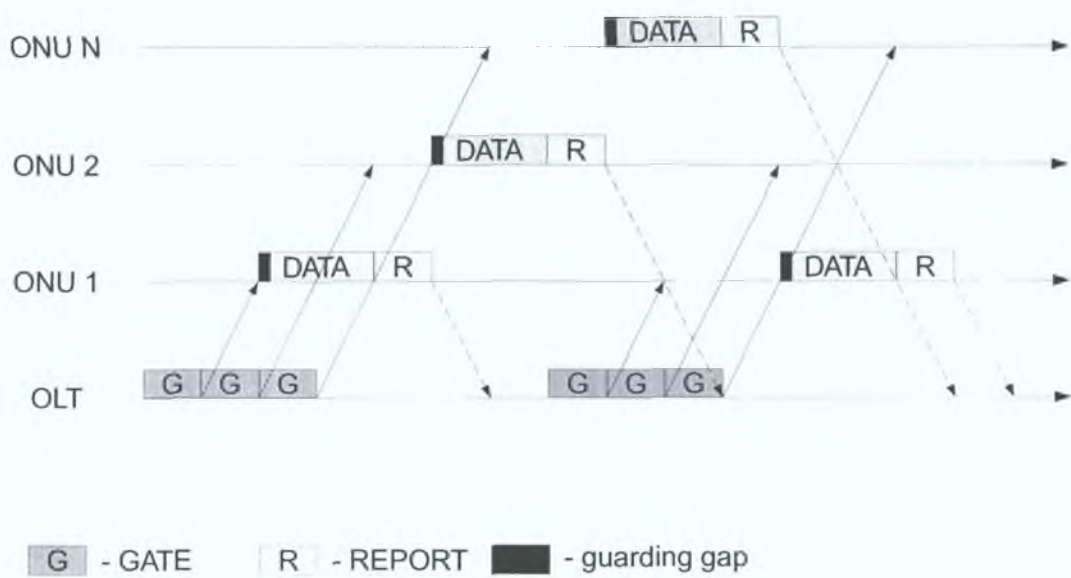 ONU N
DATA R
ONU 2
DATA R
ONU 1
DATA R
DATA R
OLT
G G G
G G G
G - GATE R - REPORT - guarding gap